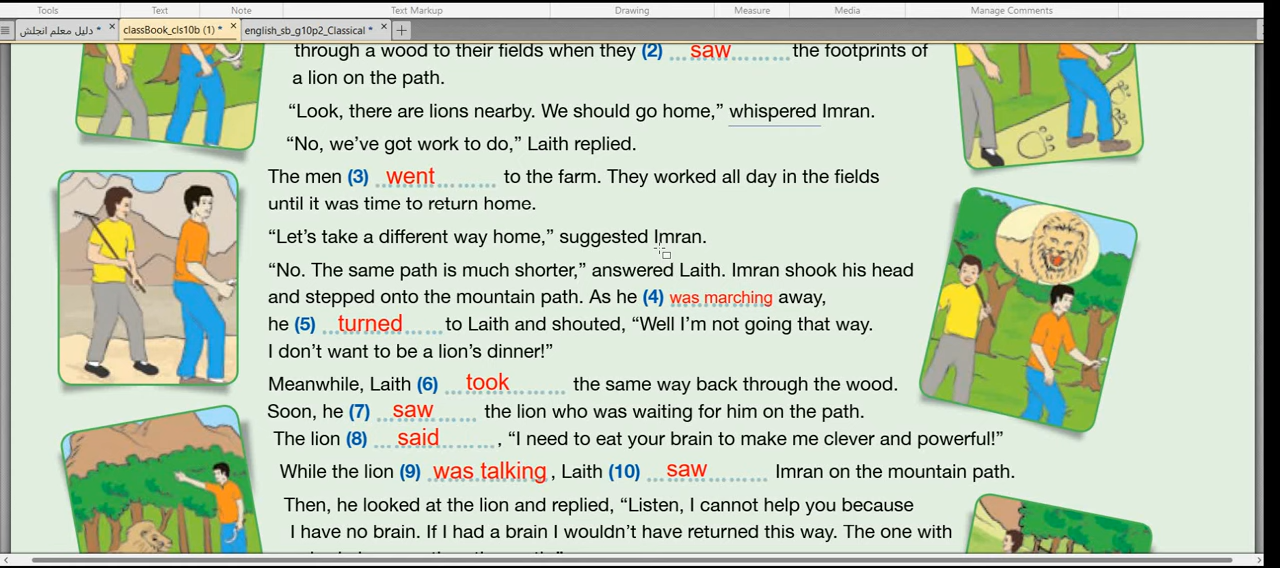 Tools Text Note Text Markup Drawing Measure Media Manage Comments
دليل معلم انجلش * × classBook_cls10b (1) * × english_sb_g10p2_Classical * × +
through a wood to their fields when they (2) saw the footprints of
a lion on the path.
“Look, there are lions nearby. We should go home,” whispered Imran.
“No, we’ve got work to do,” Laith replied.
The men (3) went to the farm. They worked all day in the fields
until it was time to return home.
“Let’s take a different way home,” suggested Imran.
“No. The same path is much shorter,” answered Laith. Imran shook his head
and stepped onto the mountain path. As he (4) was marching away,
he (5) turned to Laith and shouted, “Well I’m not going that way.
I don’t want to be a lion’s dinner!”
Meanwhile, Laith (6) took the same way back through the wood.
Soon, he (7) saw the lion who was waiting for him on the path.
The lion (8) said, “I need to eat your brain to make me clever and powerful!”
While the lion (9) was talking, Laith (10) saw Imran on the mountain path.
Then, he looked at the lion and replied, “Listen, I cannot help you because
I have no brain. If I had a brain I wouldn’t have returned this way. The one with